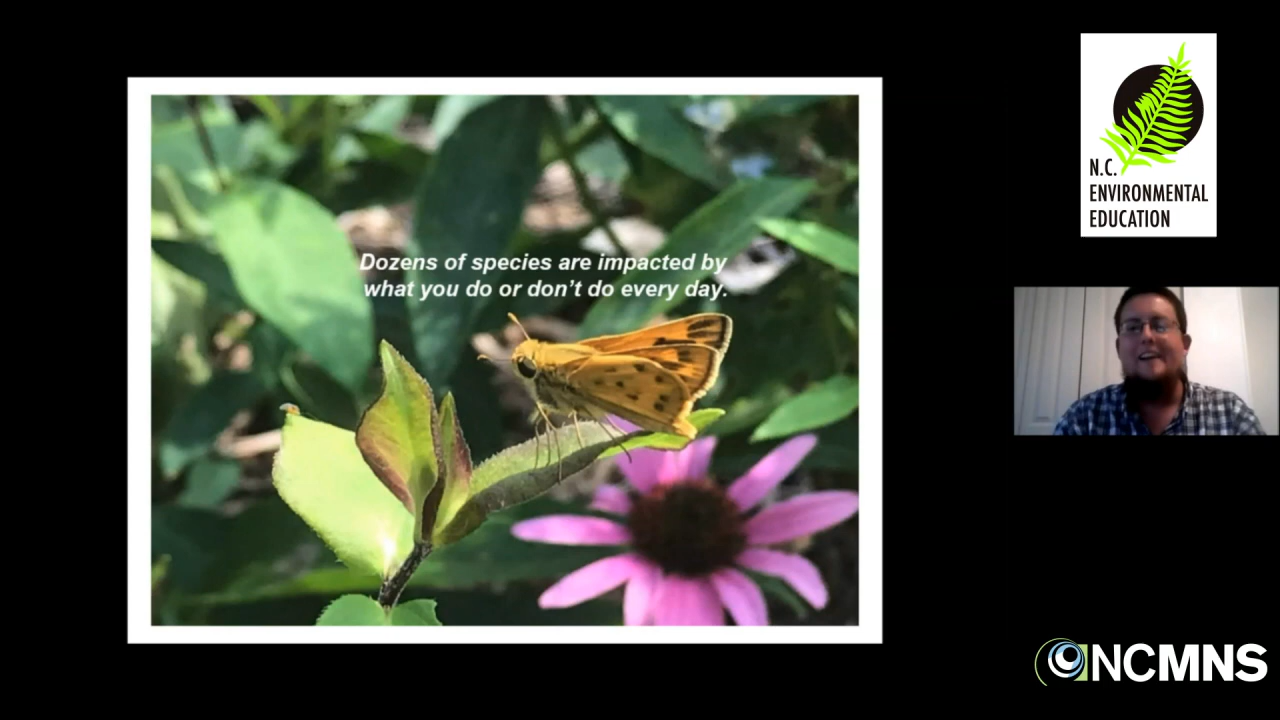 Dozens of species are impacted by
what you do or don't do every day.
N.C.
ENVIRONMENTAL
EDUCATION
NCMNS